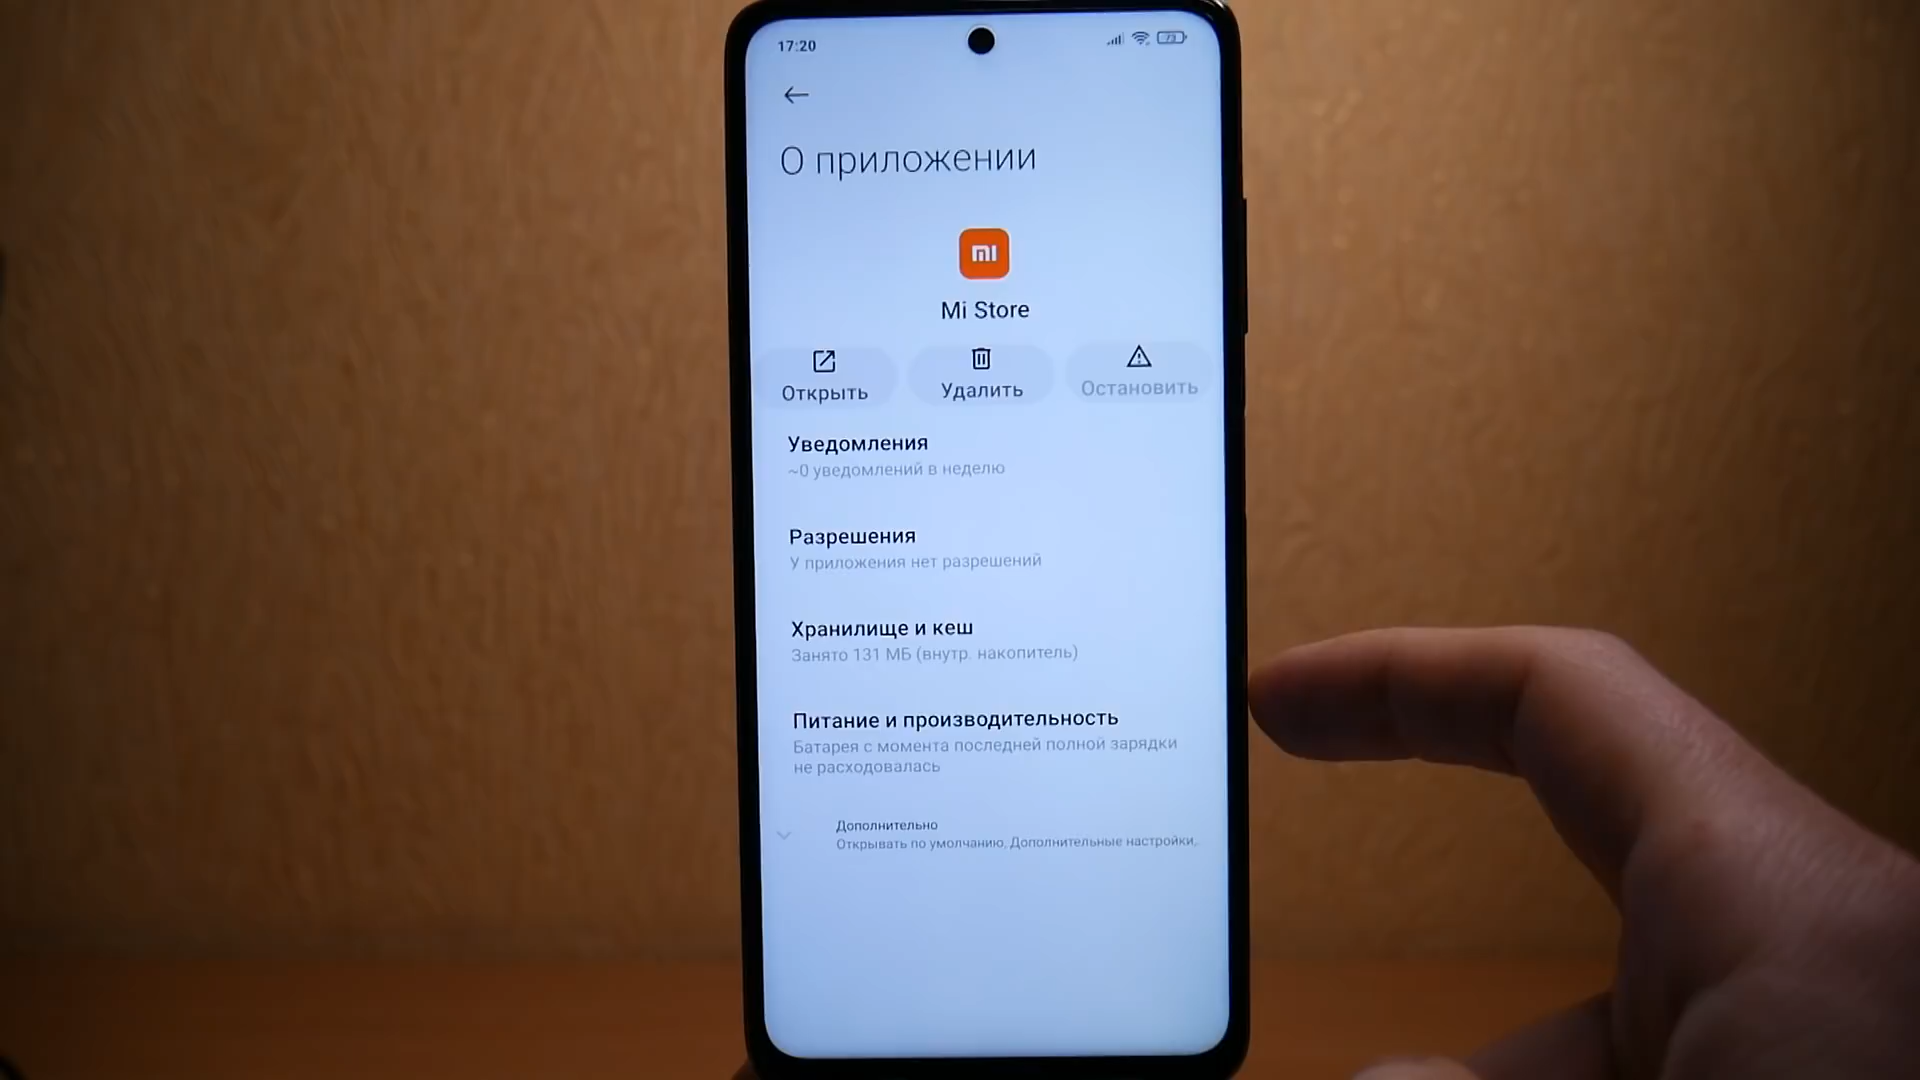 17:20
73
О приложении
mi
Mi Store
Открыть
Удалить
Остановить
Уведомления
~0 уведомлений в неделю
Разрешения
У приложения нет разрешений
Хранилище и кеш
Занято 131 МБ (внутр. накопитель)
Питание и производительность
Батарея с момента последней полной зарядки
не расходовалась
Дополнительно
Открывать по умолчанию, Дополнительные настройки,